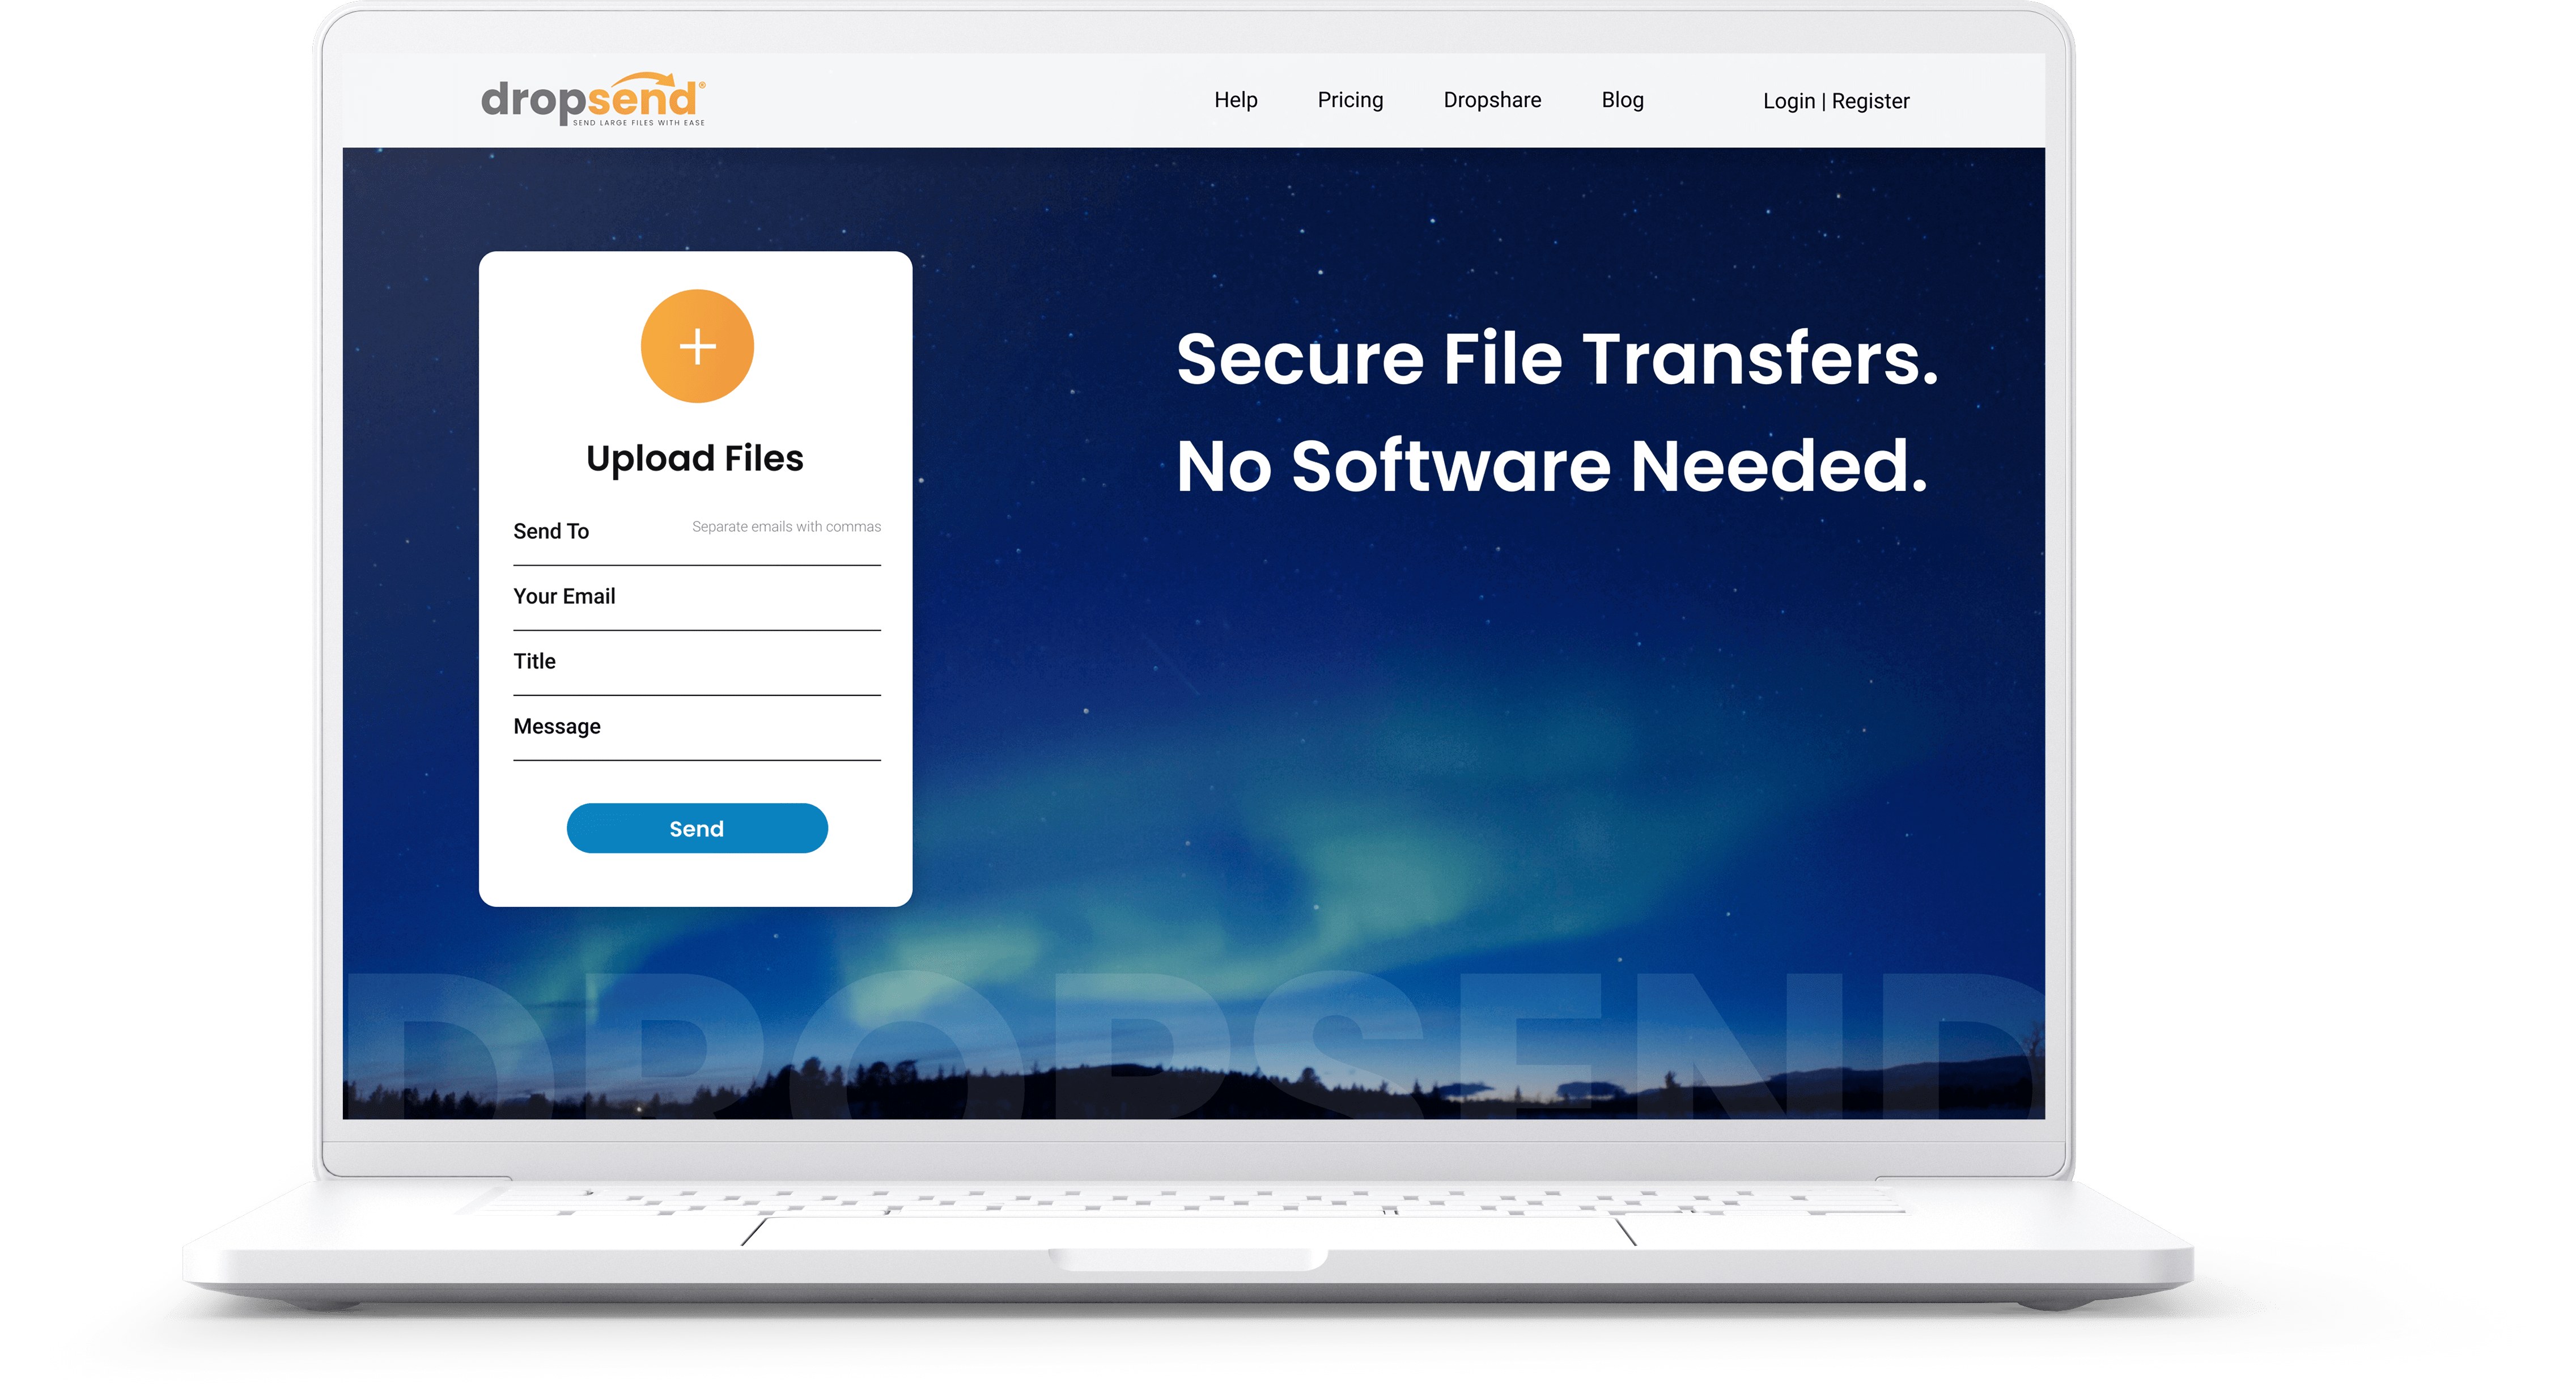 dropsend®
SEND LARGE FILES WITH EASE
Help
Pricing
Dropshare
Blog
Login | Register
Upload Files
Send To
Separate emails with commas
Your Email
Title
Message
Send
Secure File Transfers.
No Software Needed.
DROPSEND